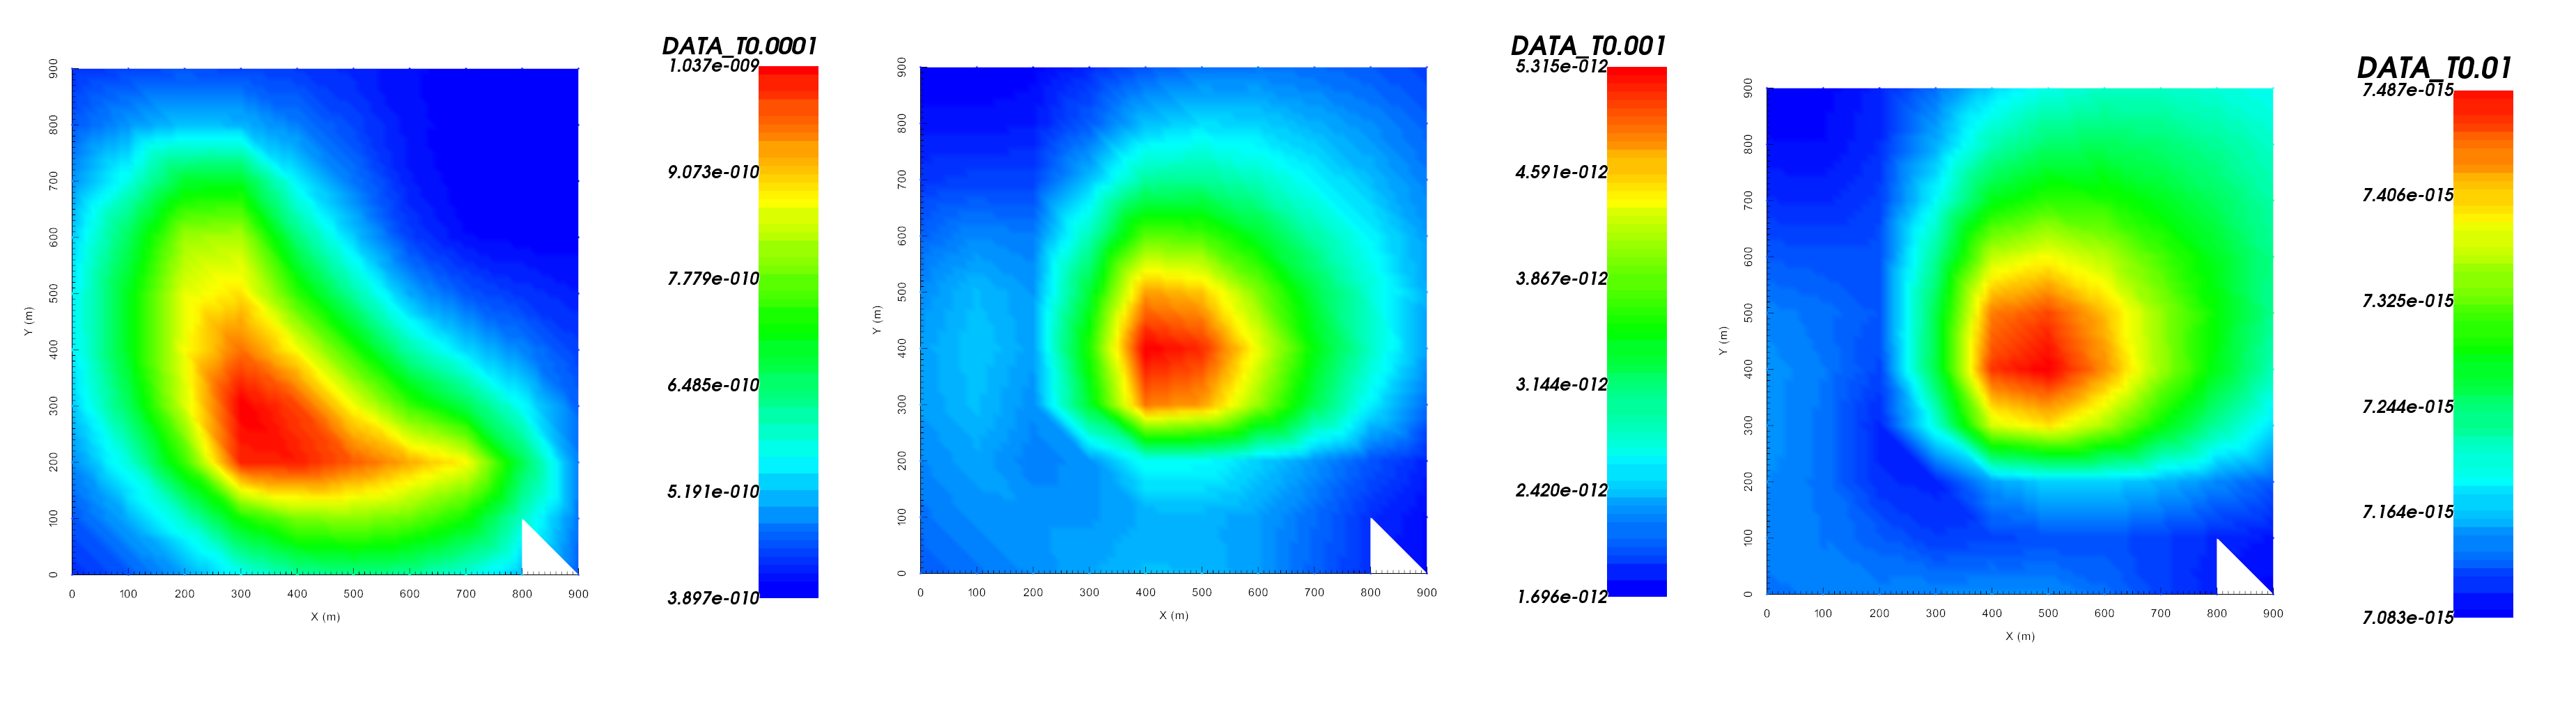 DATA_T0.0001
1.037e-009
9.073e-010
7.779e-010
6.485e-010
5.191e-010
3.897e-010
900
800
700
600
500
400
300
200
100
0
Y (m)
0 100 200 300 400 500 600 700 800 900
X (m)
DATA_T0.001
5.315e-012
4.591e-012
3.867e-012
3.144e-012
2.420e-012
1.696e-012
900
800
700
600
500
400
300
200
100
0
Y (m)
0 100 200 300 400 500 600 700 800 900
X (m)
DATA_T0.01
7.487e-015
7.406e-015
7.325e-015
7.244e-015
7.164e-015
7.083e-015
900
800
700
600
500
400
300
200
100
0
Y (m)
0 100 200 300 400 500 600 700 800 900
X (m)